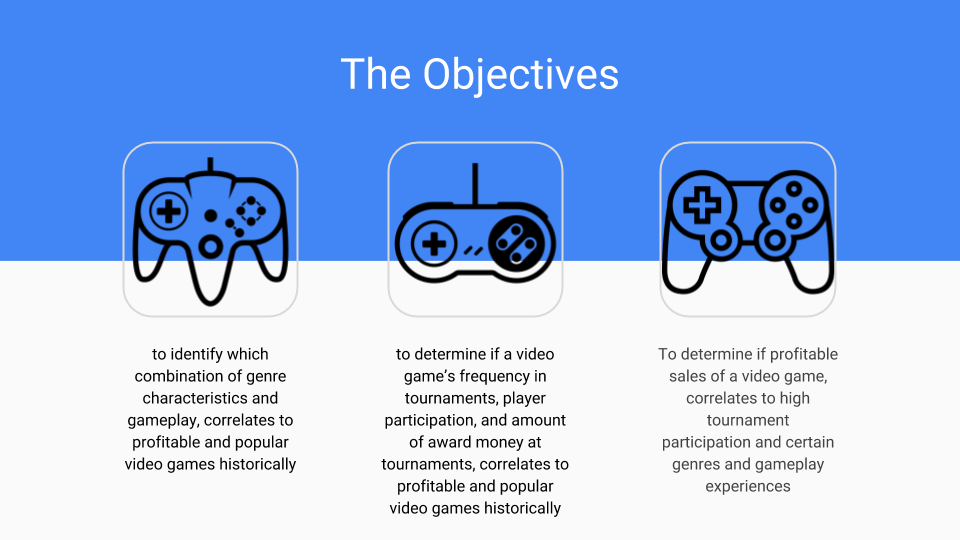 The Objectives
to identify which
combination of genre
characteristics and
gameplay, correlates to
profitable and popular
video games historically
to determine if a video
game’s frequency in
tournaments, player
participation, and amount
of award money at
tournaments, correlates to
profitable and popular
video games historically
To determine if profitable
sales of a video game,
correlates to high
tournament
participation and certain
genres and gameplay
experiences